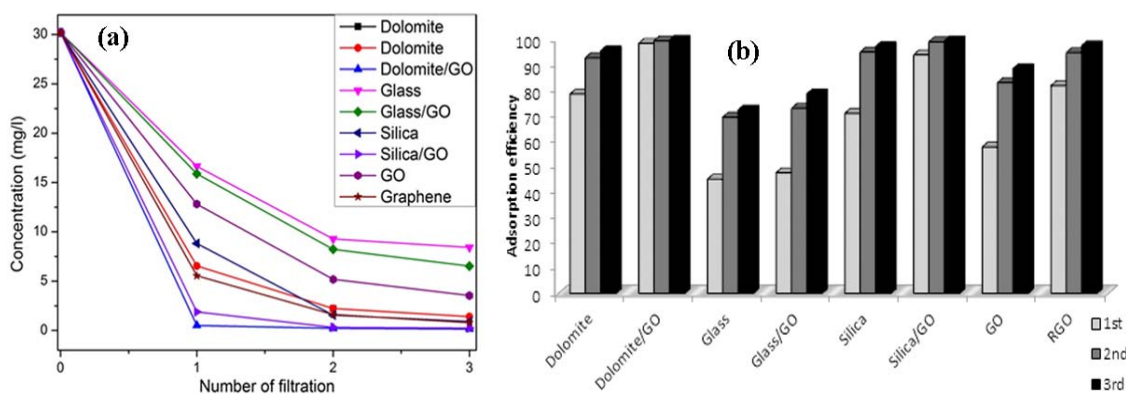 (a)
Concentration (mg/l)
30
25
20
15
10
5
0
0
1
2
3
Number of filtration
Dolomite
Dolomite
Dolomite/GO
Glass
Glass/GO
Silica
Silica/GO
GO
Graphene
(b)
Adsorption efficiency
100
90
80
70
60
50
40
30
20
10
0
Dolomite
Dolomite/GO
Glass
Glass/GO
Silica
Silica/GO
GO
RGO
1st
2nd
3rd